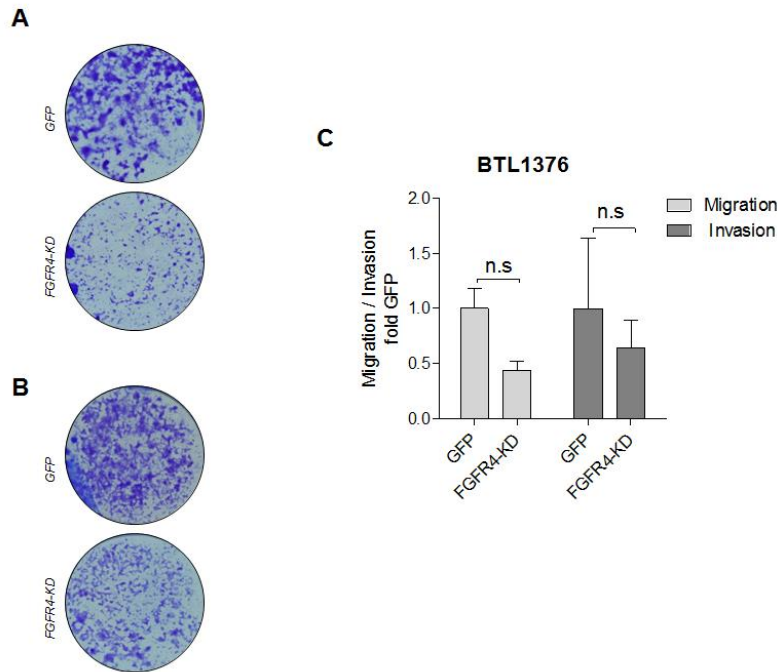 A
GFP
FGFR4-KD
B
GFP
FGFR4-KD
C
BTL1376
Migration
Invasion
Migration / Invasion
fold GFP
2.0
1.5
1.0
0.5
0.0
n.s
n.s
GFP
FGFR4-KD
GFP
FGFR4-KD